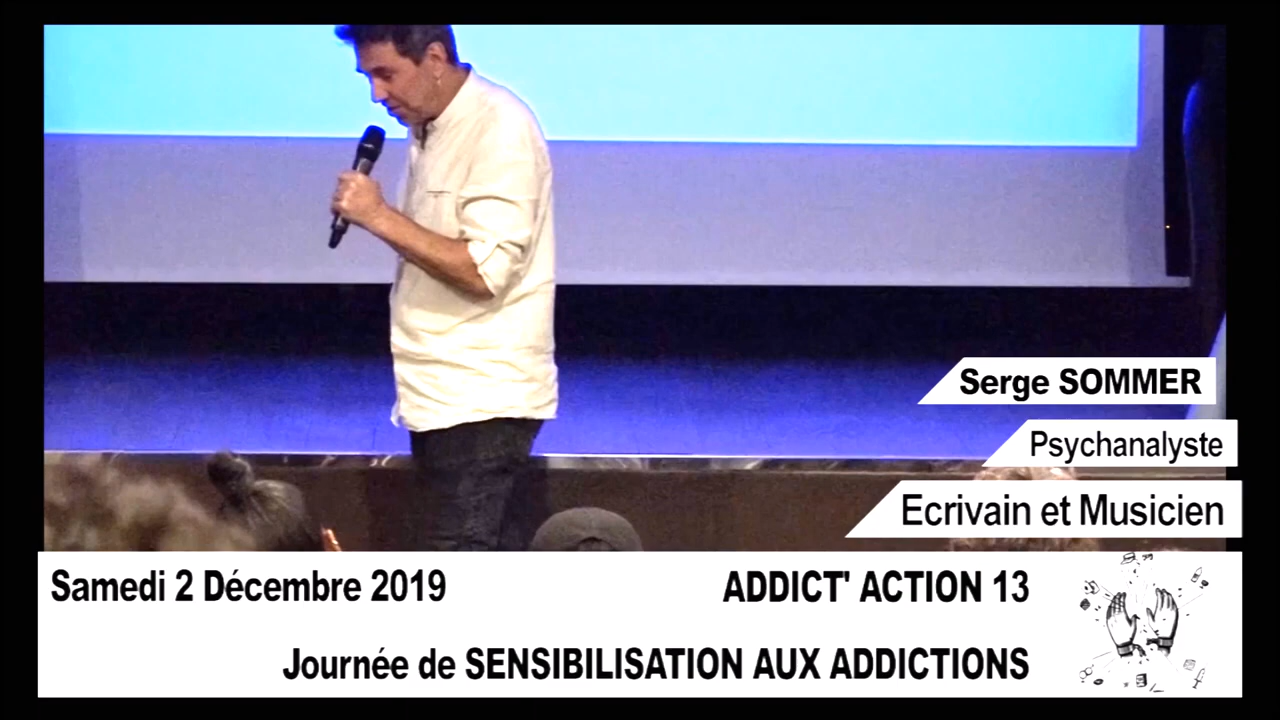 Serge SOMMER
Psychanalyste
Ecrivain et Musicien
Samedi 2 Décembre 2019
ADDICT' ACTION 13
Journée de SENSIBILISATION AUX ADDICTIONS